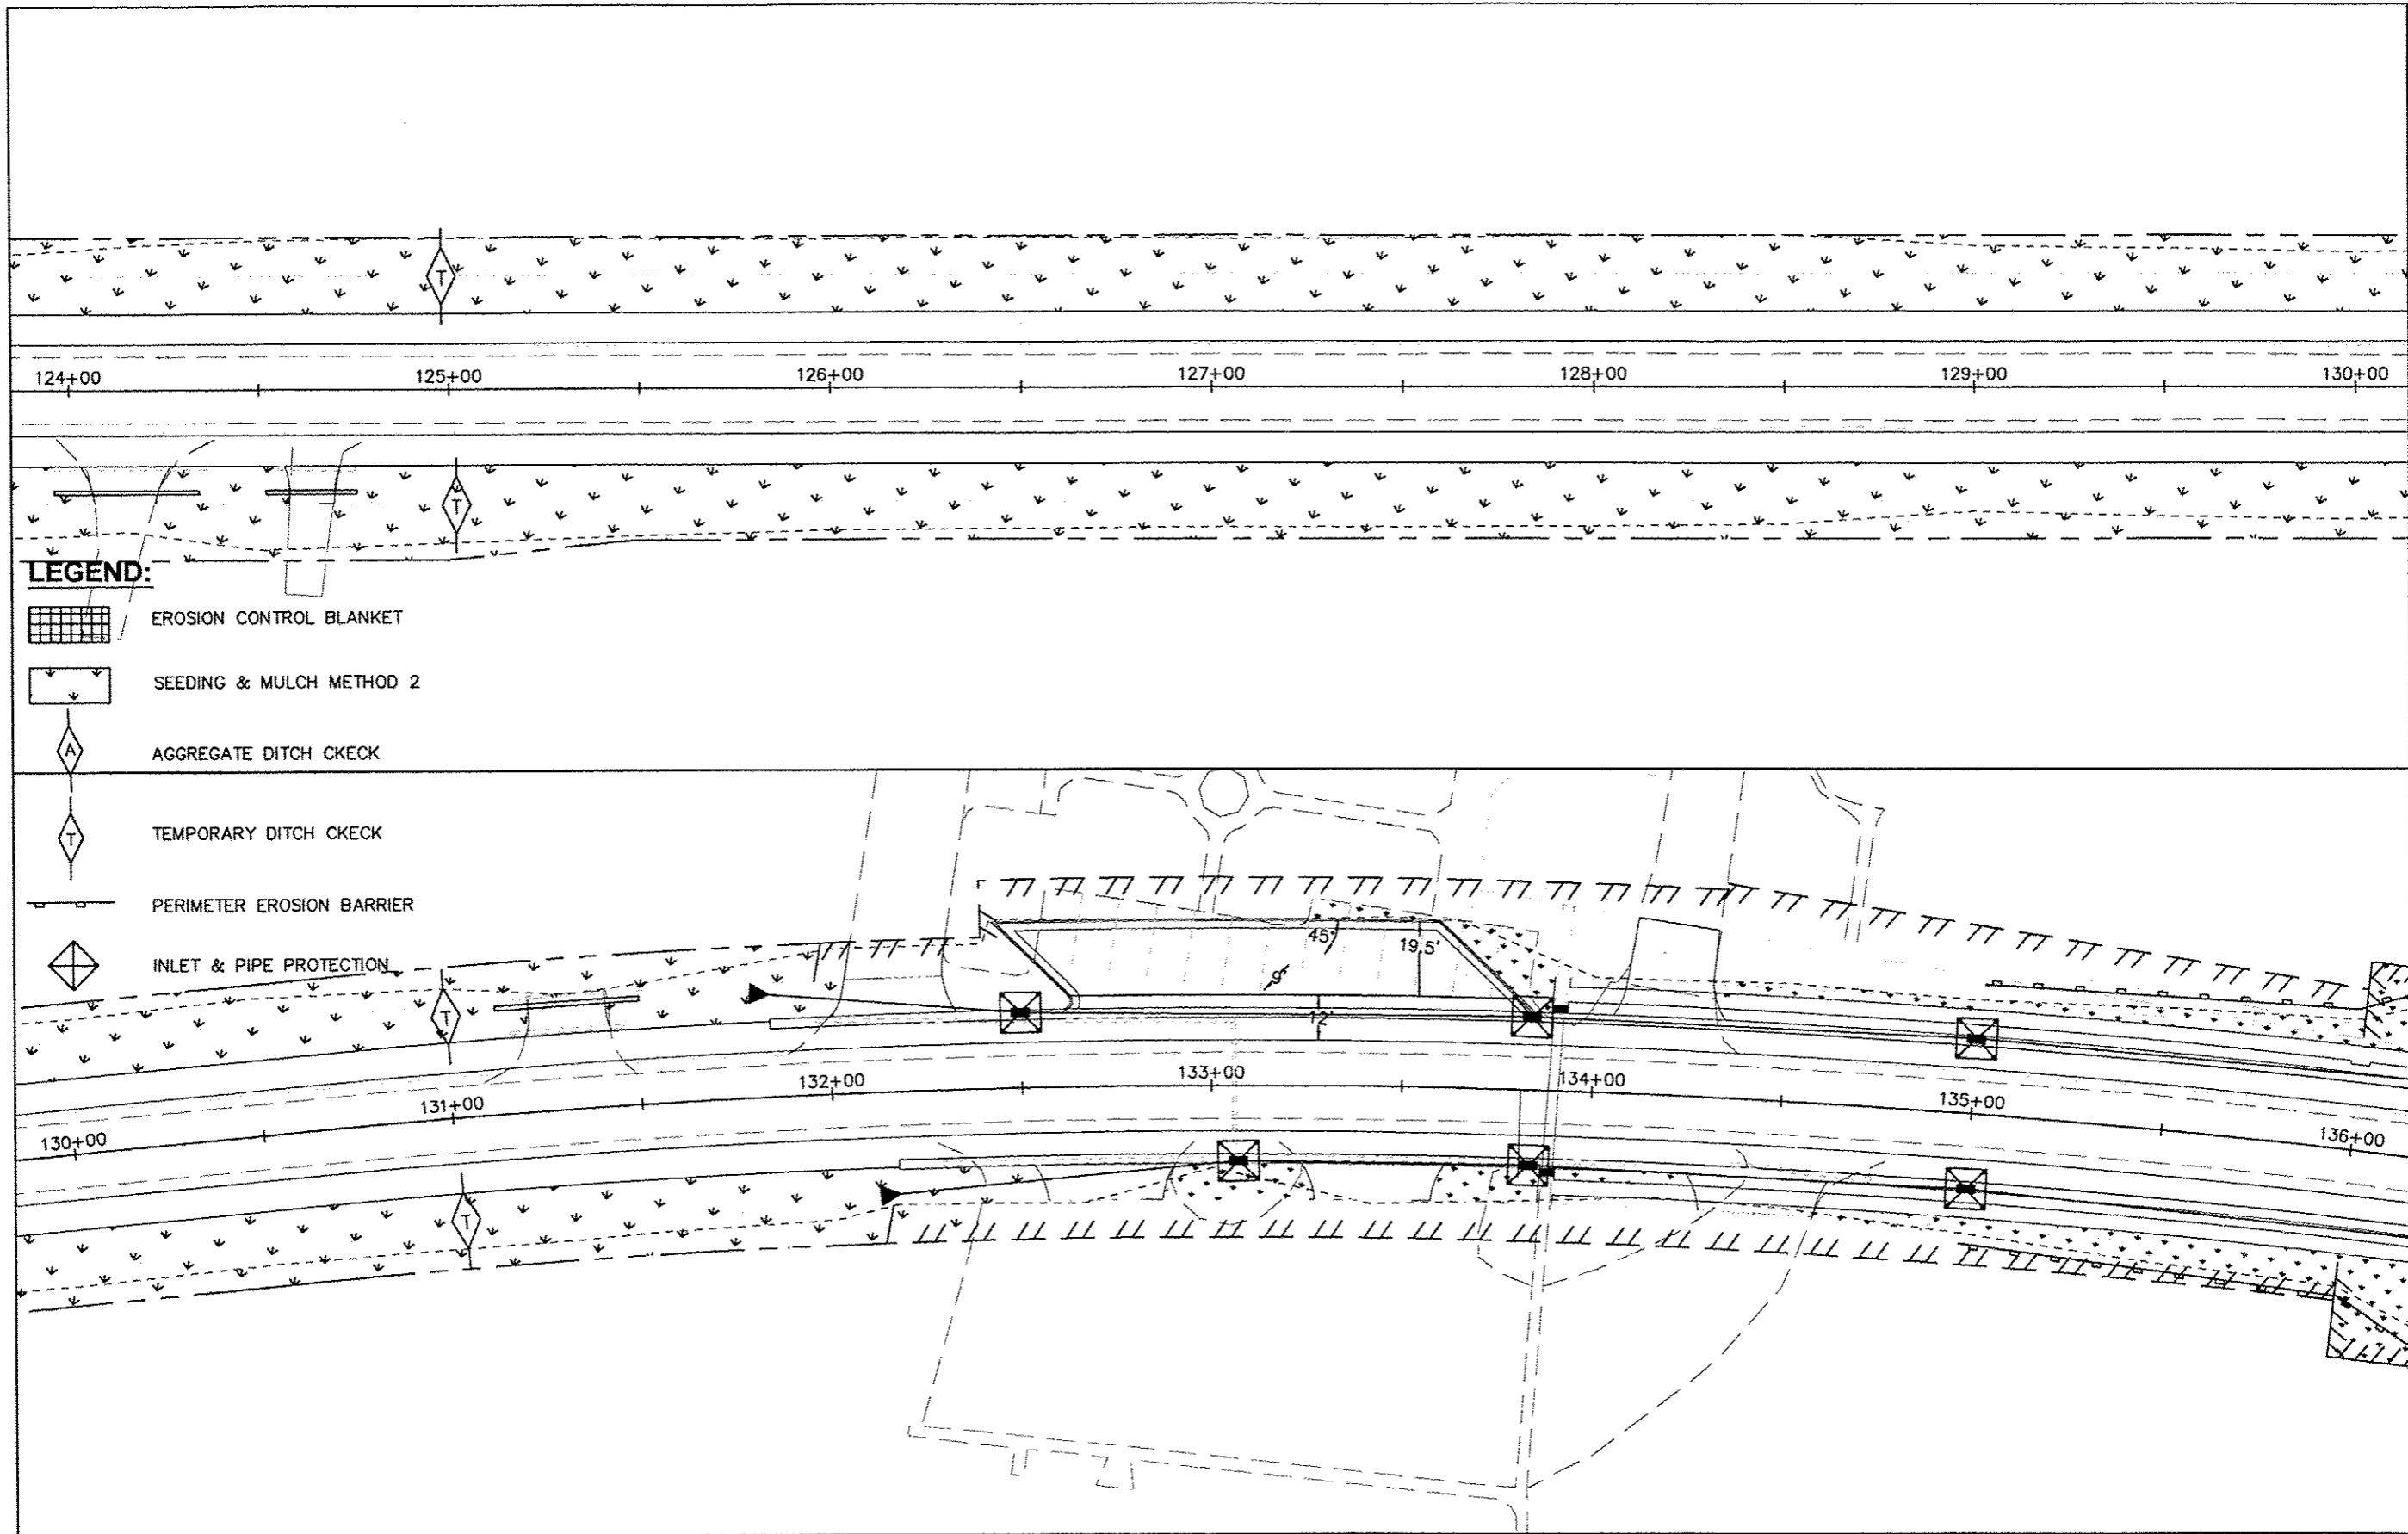 T
124+00 125+00 126+00 127+00 128+00 129+00 130+00
T
LEGEND:
EROSION CONTROL BLANKET
SEEDING & MULCH METHOD 2
A AGGREGATE DITCH CKECK
T TEMPORARY DITCH CKECK
PERIMETER EROSION BARRIER
INLET & PIPE PROTECTION
45°
19.5'
9'
T
12'
130+00 131+00 132+00 133+00 134+00 135+00 136+00
T